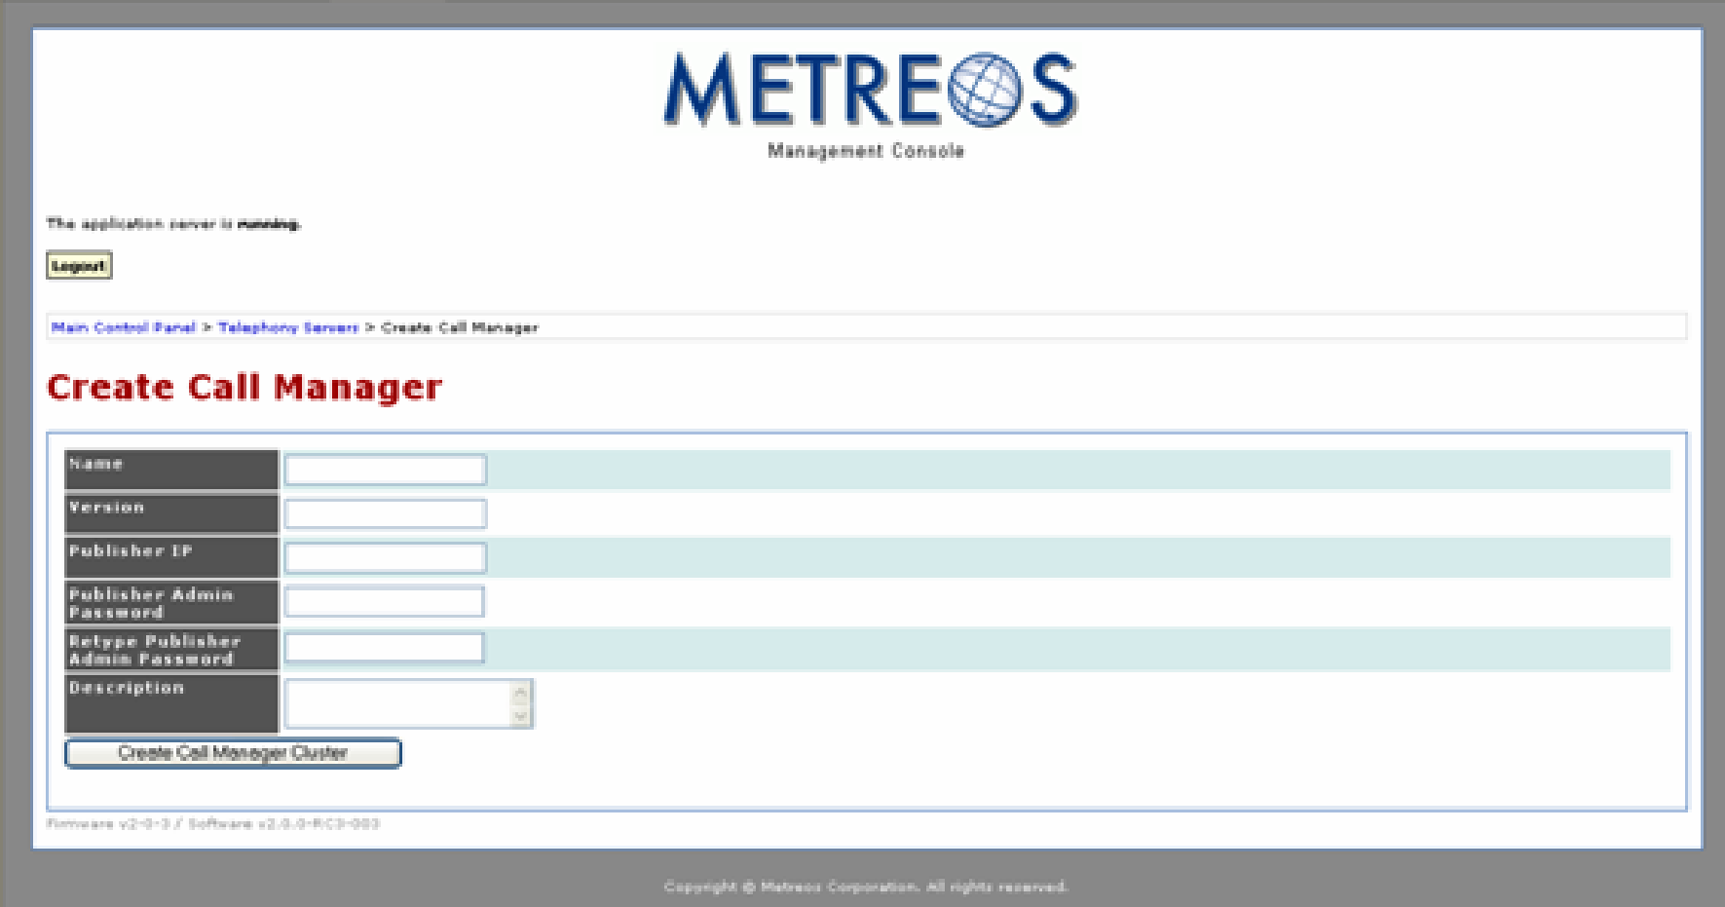 METREOS
Management Console
The application server is running.
Logout
Main Control Panel > Telephony Servers > Create Call Manager
Create Call Manager
Name
Version
Publisher IP
Publisher Admin
Password
Retype Publisher
Admin Password
Description
Create Call Manager Cluster
Firmware v2-0-3 / Software v2.0.0-RC3-003
Copyright © Metreos Corporation. All rights reserved.